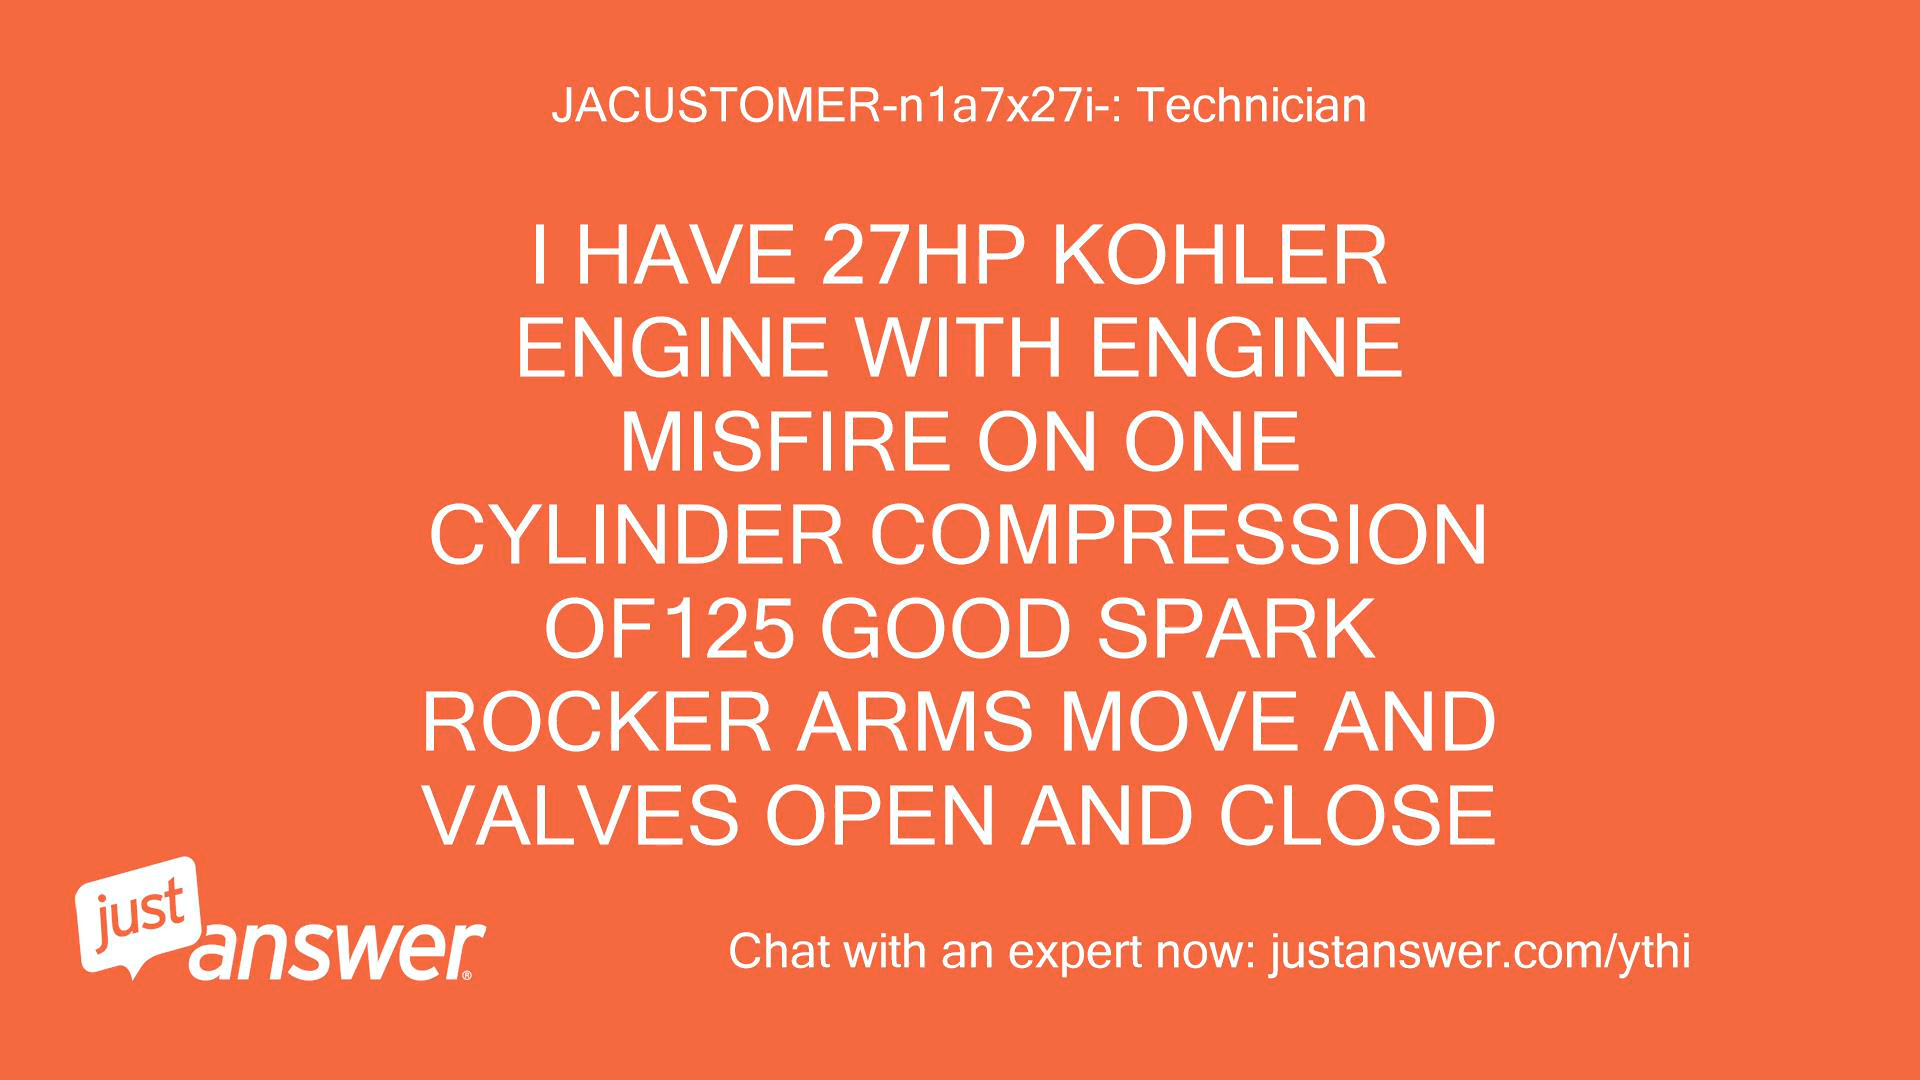 JACUSTOMER-n1a7x27i-: Technician
I HAVE 27HP KOHLER
ENGINE WITH ENGINE
MISFIRE ON ONE
CYLINDER COMPRESSION
OF125 GOOD SPARK
ROCKER ARMS MOVE AND
VALVES OPEN AND CLOSE
just
answer®
Chat with an expert now: justanswer.com/ythi